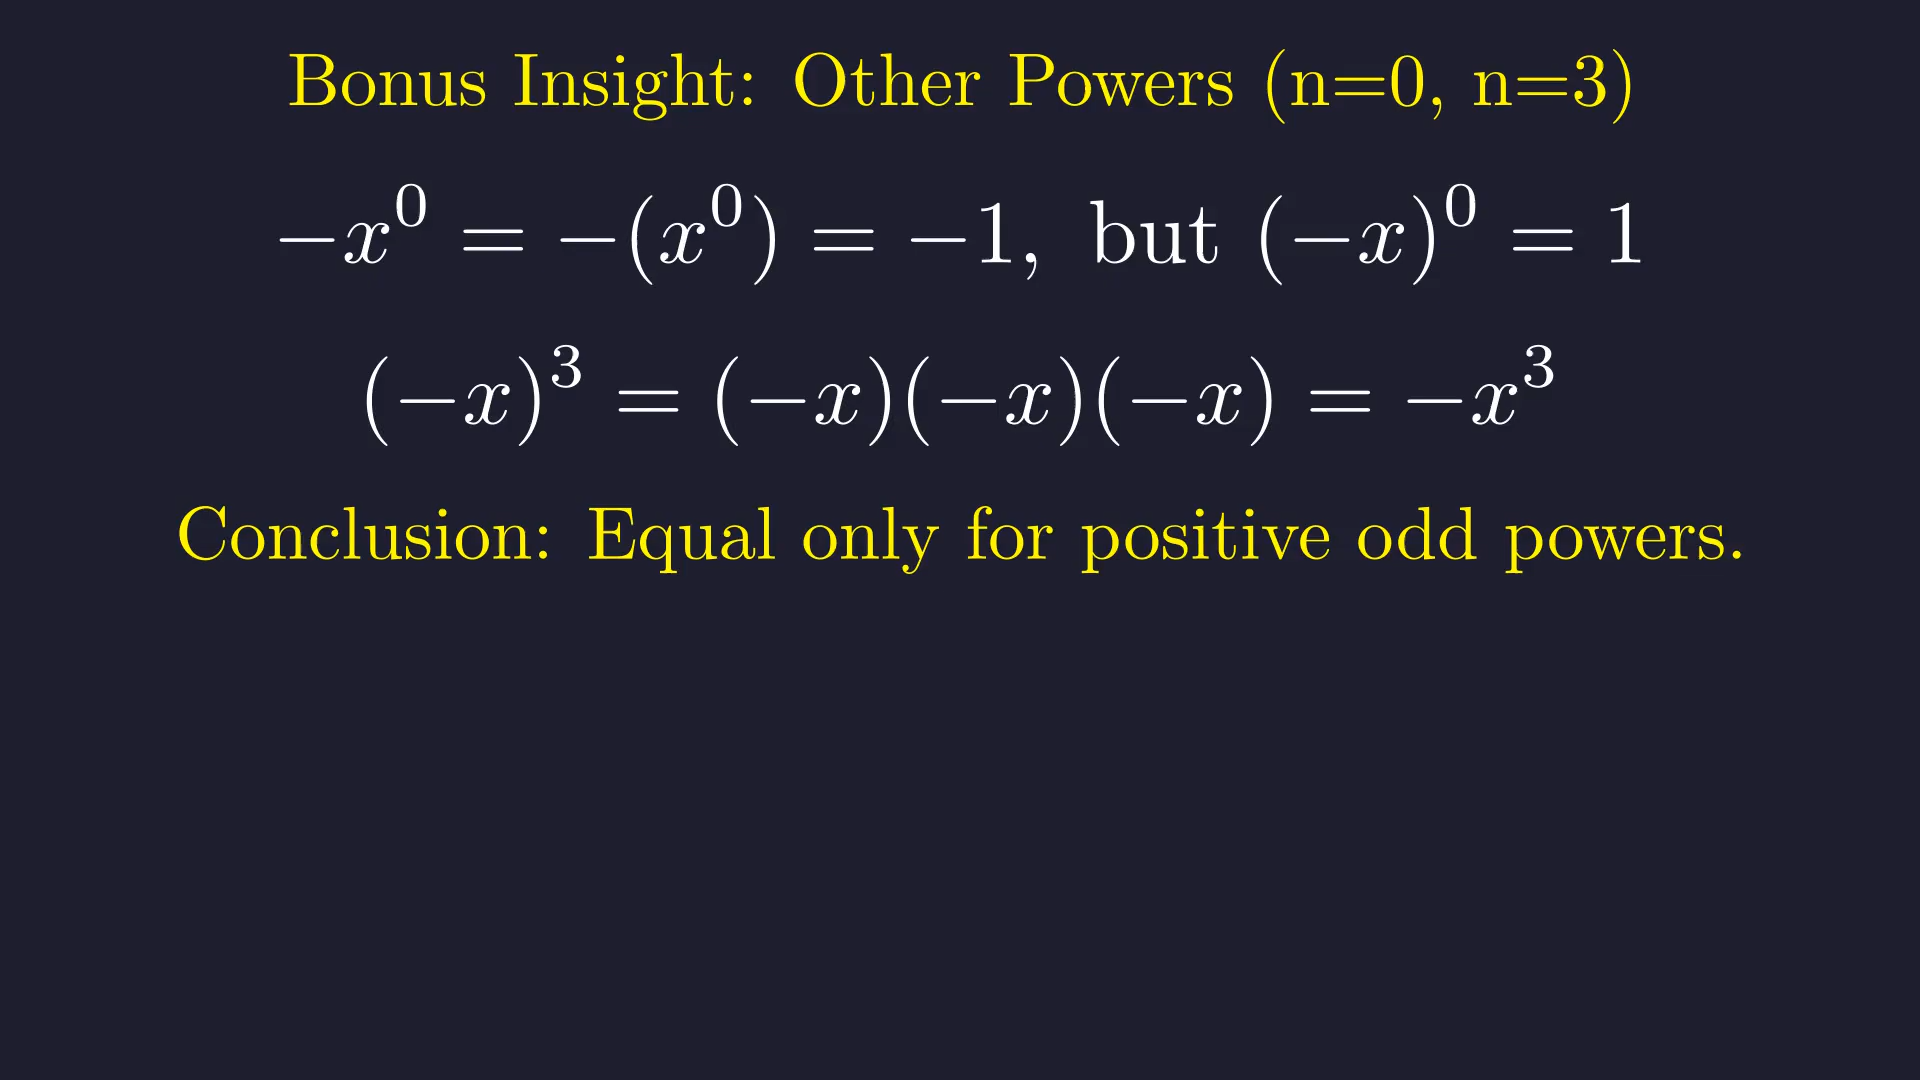 Bonus Insight: Other Powers (n=0, n=3)
−x⁰ = −(x⁰) = −1, but (−x)⁰ = 1
(−x)³ = (−x)(−x)(−x) = −x³
Conclusion: Equal only for positive odd powers.